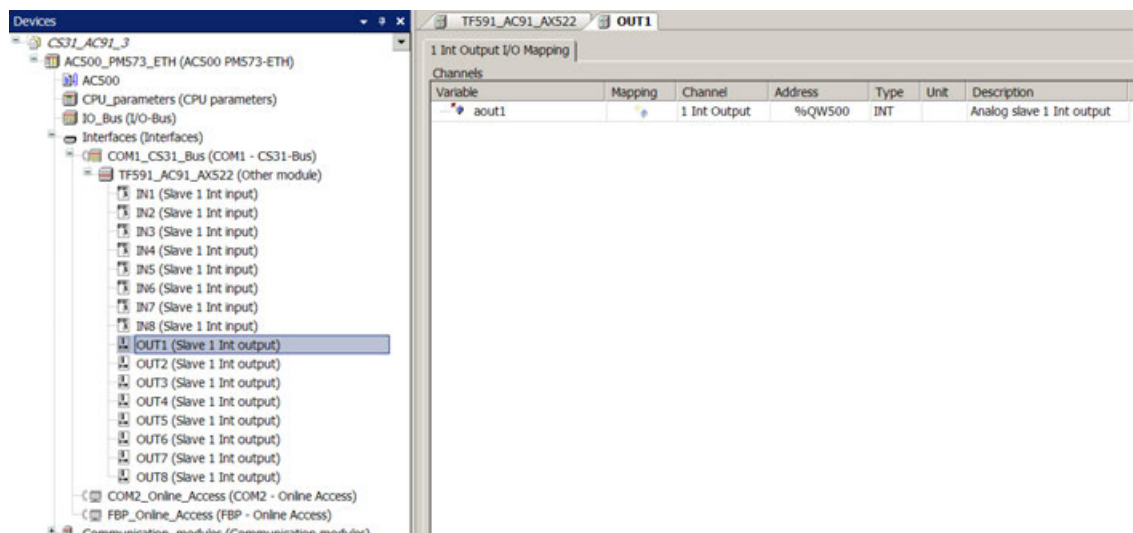 Devices
CS31_AC91_3
AC500_PM573_ETH (AC500 PM573-ETH)
AC500
CPU_parameters (CPU parameters)
IO_Bus (I/O-Bus)
Interfaces (Interfaces)
COM1_CS31_Bus (COM1 - CS31-Bus)
TF591_AC91_AX522 (Other module)
IN1 (Slave 1 Int input)
IN2 (Slave 1 Int input)
IN3 (Slave 1 Int input)
IN4 (Slave 1 Int input)
IN5 (Slave 1 Int input)
IN6 (Slave 1 Int input)
IN7 (Slave 1 Int input)
IN8 (Slave 1 Int input)
OUT1 (Slave 1 Int output)
OUT2 (Slave 1 Int output)
OUT3 (Slave 1 Int output)
OUT4 (Slave 1 Int output)
OUT5 (Slave 1 Int output)
OUT6 (Slave 1 Int output)
OUT7 (Slave 1 Int output)
OUT8 (Slave 1 Int output)
COM2_Online_Access (COM2 - Online Access)
FBP_Online_Access (FBP - Online Access)
Communication_modules (Communication modules)
TF591_AC91_AX522 OUT1
1 Int Output I/O Mapping
Channels
Variable Mapping Channel Address Type Unit Description
aout1 1 Int Output %QW500 INT Analog slave 1 Int output